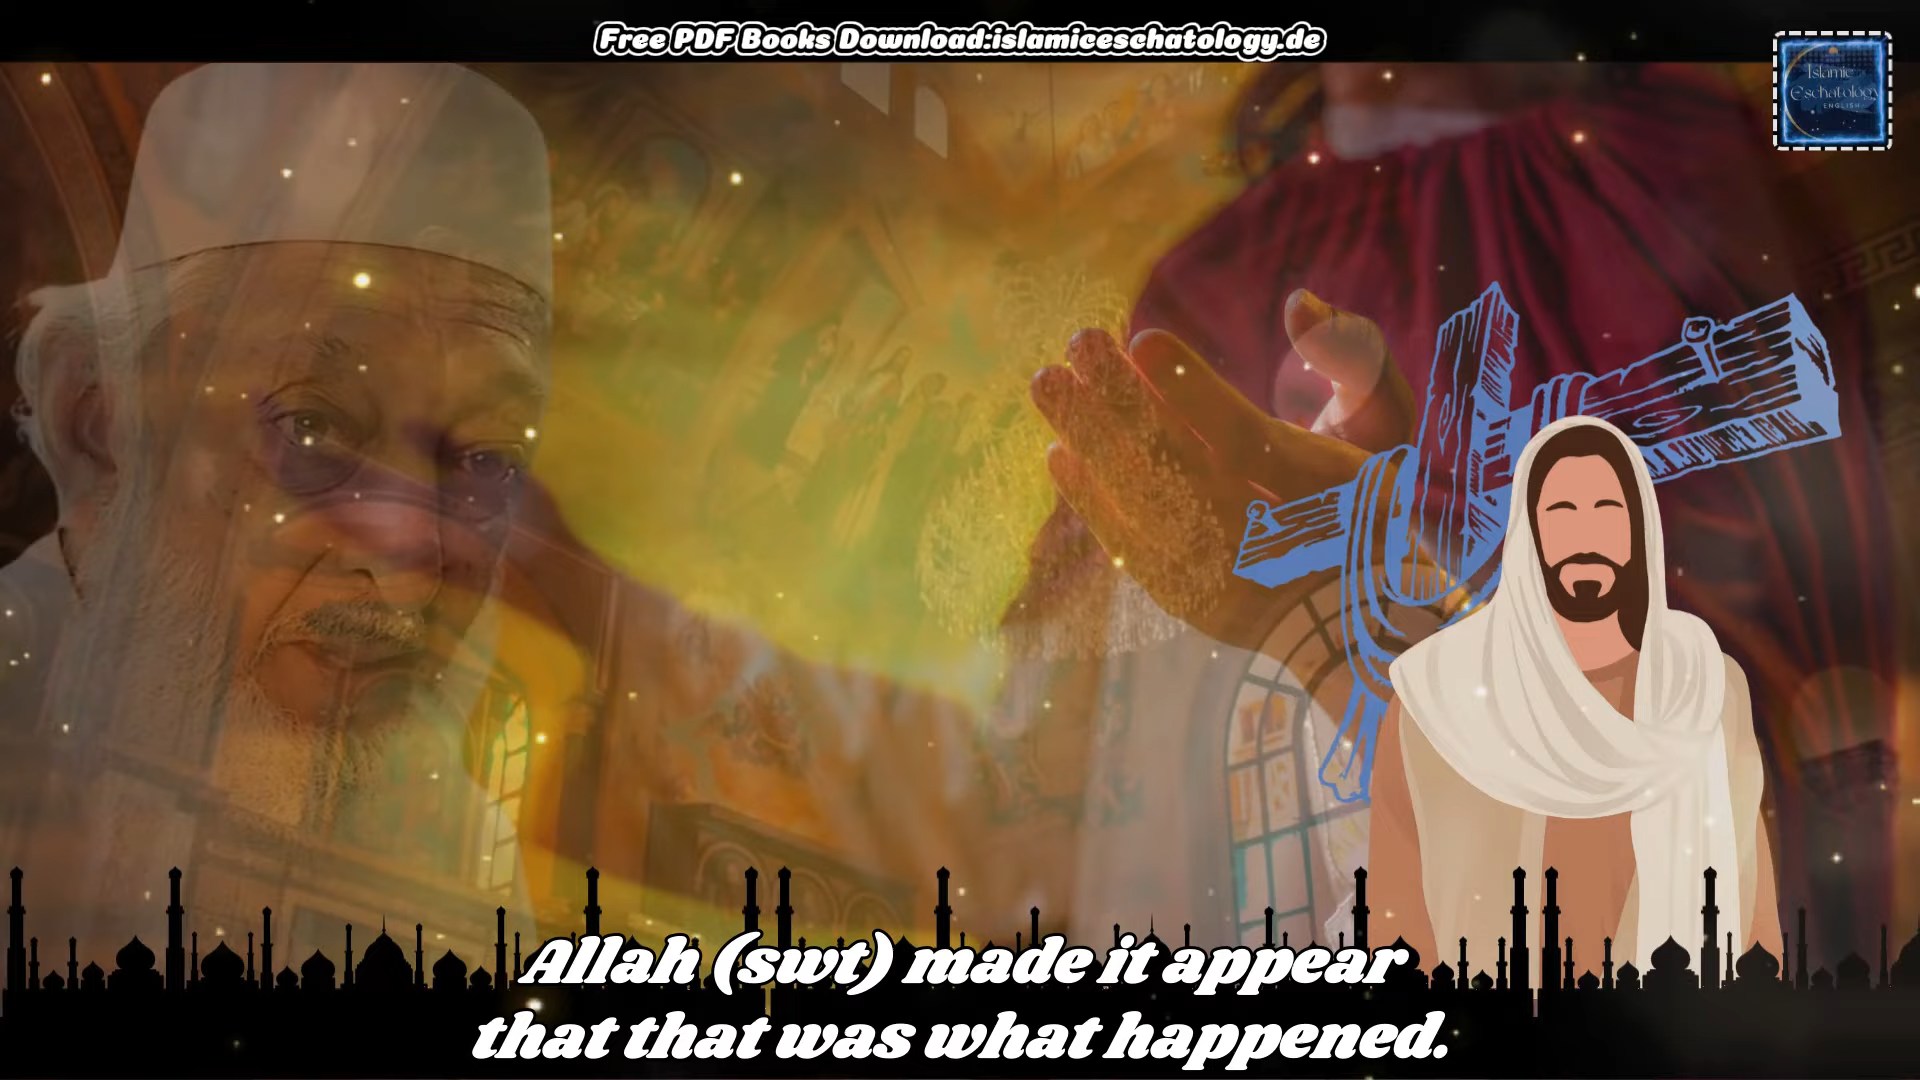 Free PDF Books Download:islamiceschatology.de
Islamic
Eschatology
ENGLISH
Allah (swt) made it appear
that that was what happened.